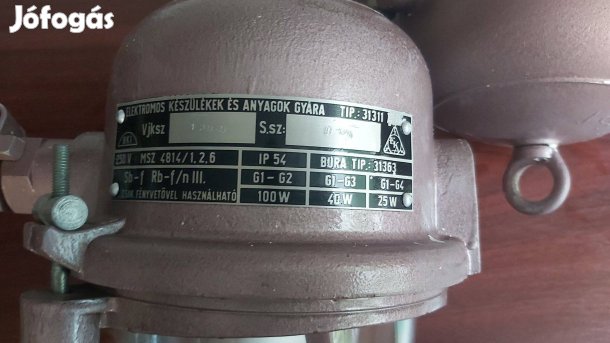 Jófogás
ELEKTROMOS KÉSZÜLÉKEK ÉS ANYAGOK GYÁRA TIP.: 31311
Vjksz S.sz:
250 V MSZ 4814/1,2,6 IP 54 BURA TIP.: 31363
Sb-f Rb-f/n III. G1-G2 G1-G3 G1-G4
FÉNYVETŐVEL HASZNÁLHATÓ 100 W 40 W 25 W